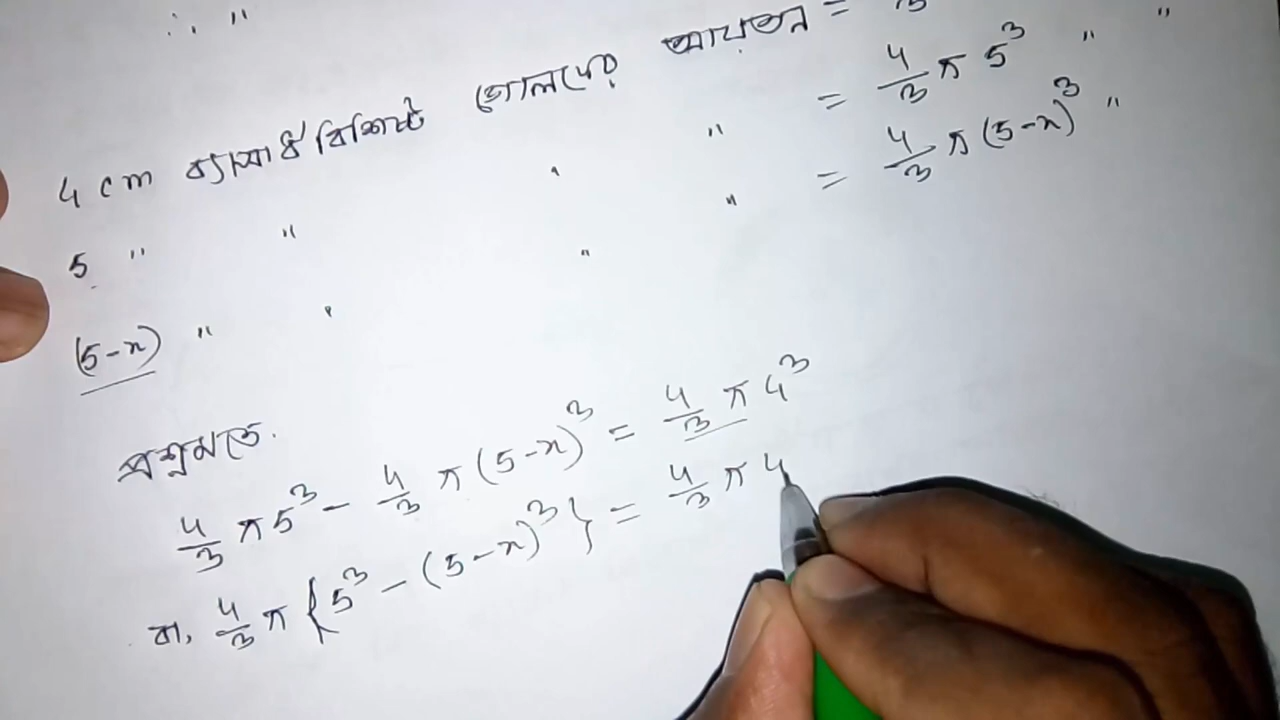 ∴ "
4 cm ব্যাসার্ধ বিশিষ্ট গোলকের আয়তন =
5 " " " " = 4/3 π 5³ " "
(5-x) " " " " = 4/3 π (5-x)³ "
প্রশ্নমতে.
4/3 π 5³ - 4/3 π (5-x)³ = 4/3 π 4³
বা, 4/3 π {5³ - (5-x)³} = 4/3 π 4